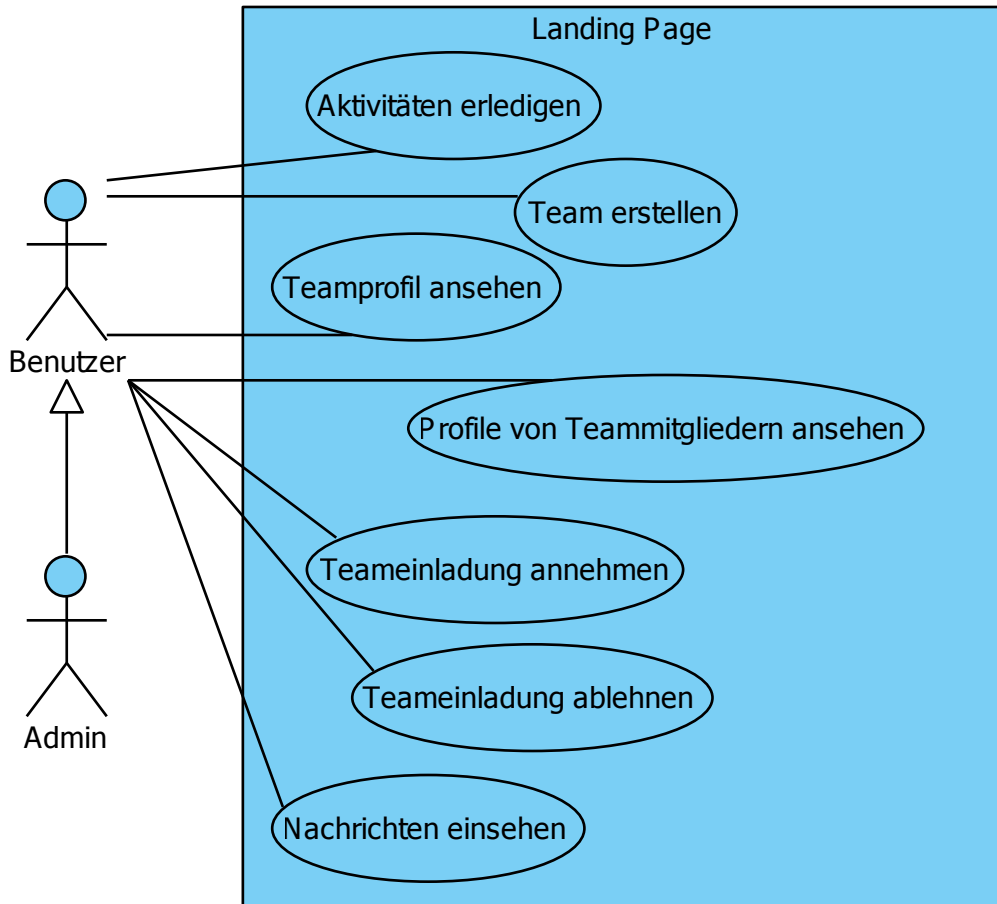 Landing Page
Aktivitäten erledigen
Team erstellen
Teamprofil ansehen
Benutzer
Profile von Teammitgliedern ansehen
Teameinladung annehmen
Teameinladung ablehnen
Admin
Nachrichten einsehen